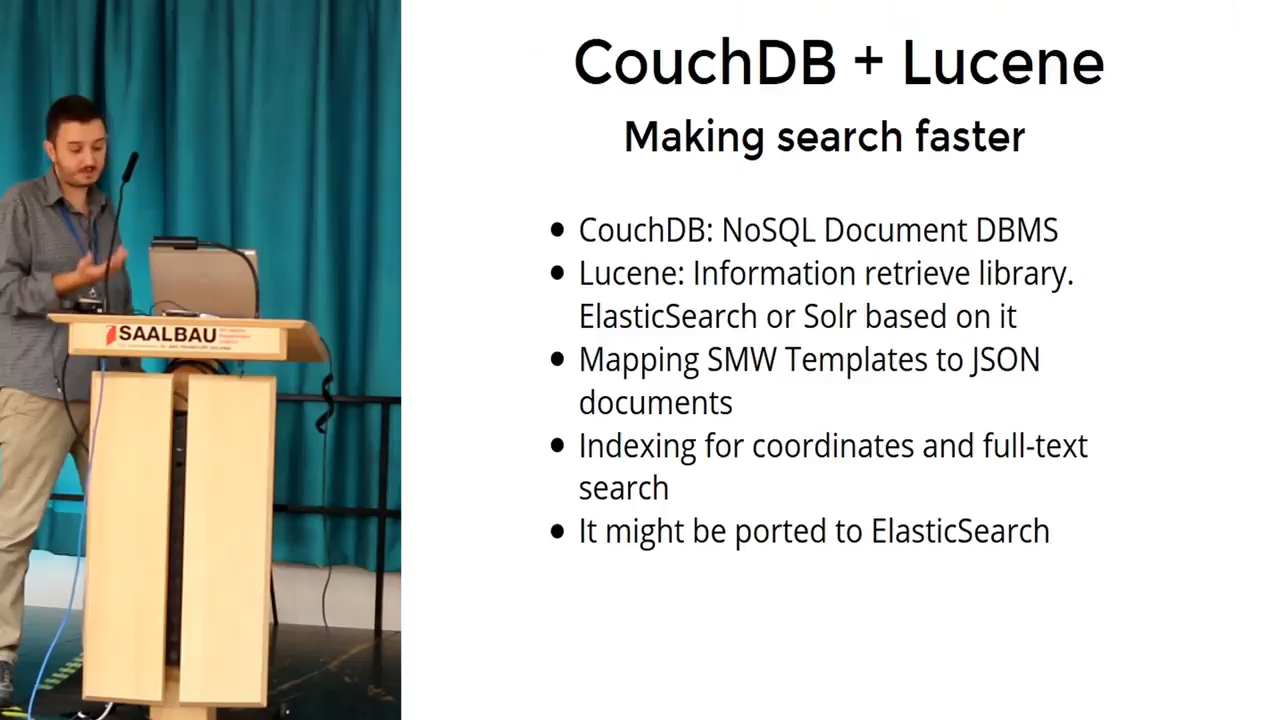 CouchDB + Lucene
Making search faster
• CouchDB: NoSQL Document DBMS
• Lucene: Information retrieve library.
ElasticSearch or Solr based on it
• Mapping SMW Templates to JSON
documents
• Indexing for coordinates and full-text
search
• It might be ported to ElasticSearch
SAALBAU